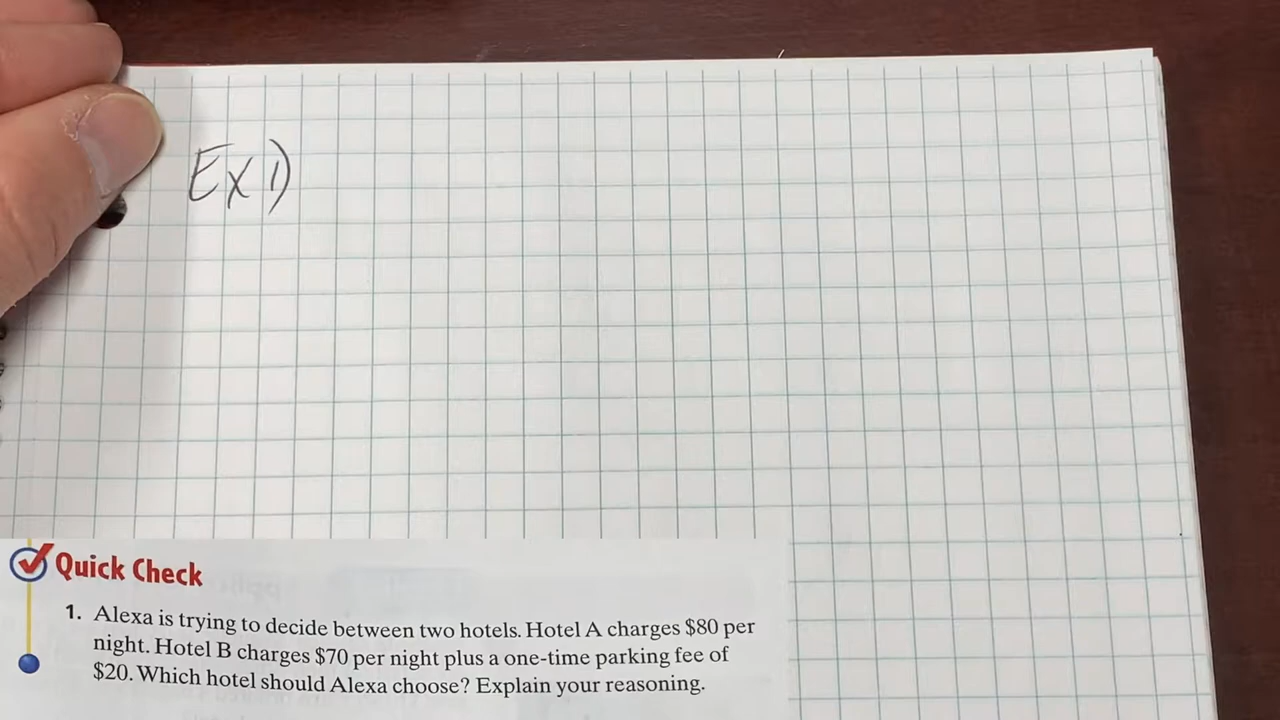 Ex 1)
Quick Check
1. Alexa is trying to decide between two hotels. Hotel A charges $80 per
night. Hotel B charges $70 per night plus a one-time parking fee of
$20. Which hotel should Alexa choose? Explain your reasoning.